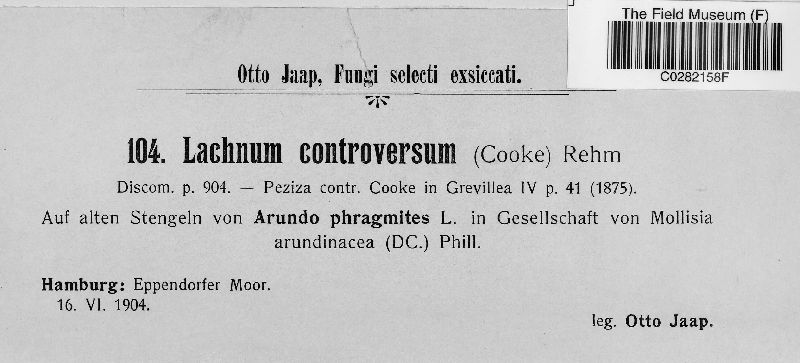 The Field Museum (F)
C0282158F
Otto Jaap, Fungi selecti exsiccati.
104. Lachnum controversum (Cooke) Rehm
Discom. p. 904. — Peziza contr. Cooke in Grevillea IV p. 41 (1875).
Auf alten Stengeln von Arundo phragmites L. in Gesellschaft von Mollisia
arundinacea (DC.) Phill.
Hamburg: Eppendorfer Moor.
16. VI. 1904.
leg. Otto Jaap.